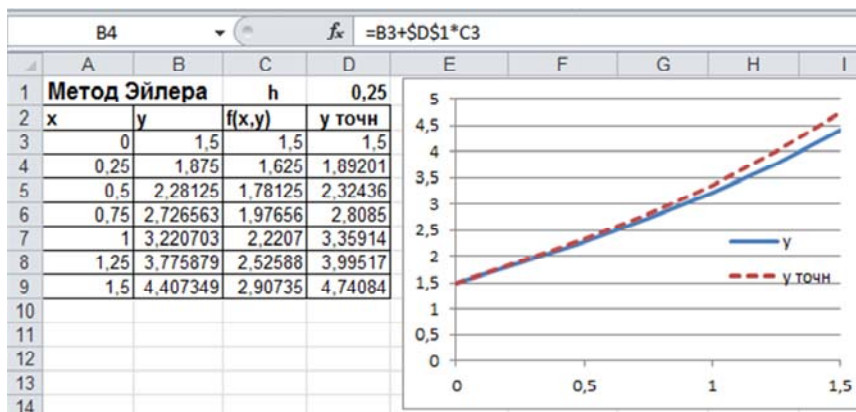 B4 fx =B3+$D$1*C3
A B C D E F G H I
1 Метод Эйлера h 0,25
2 x y f(x,y) y точн
3 0 1,5 1,5 1,5
4 0,25 1,875 1,625 1,89201
5 0,5 2,28125 1,78125 2,32436
6 0,75 2,726563 1,97656 2,8085
7 1 3,220703 2,2207 3,35914
8 1,25 3,775879 2,52588 3,99517
9 1,5 4,407349 2,90735 4,74084
10
11
12
13
14
5
4,5
4
3,5
3
2,5
2
1,5
1
0,5
0
0 0,5 1 1,5
y
y точн